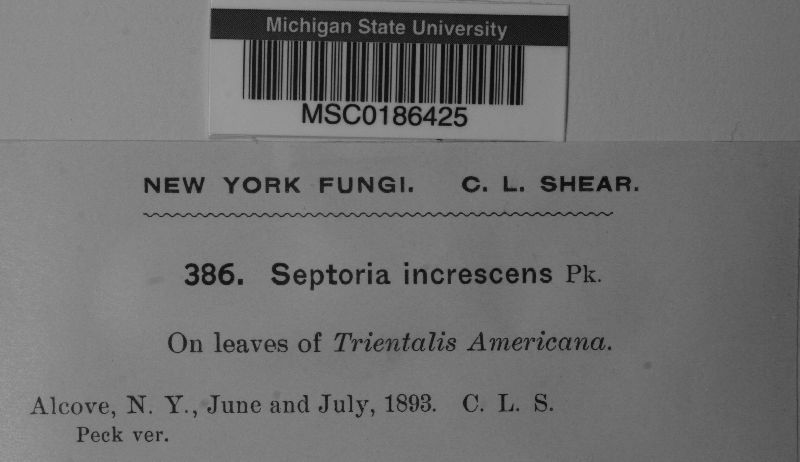 Michigan State University
MSC0186425
NEW YORK FUNGI. C. L. SHEAR.
386. Septoria increscens Pk.
On leaves of Trientalis Americana.
Alcove, N. Y., June and July, 1893. C. L. S.
Peck ver.